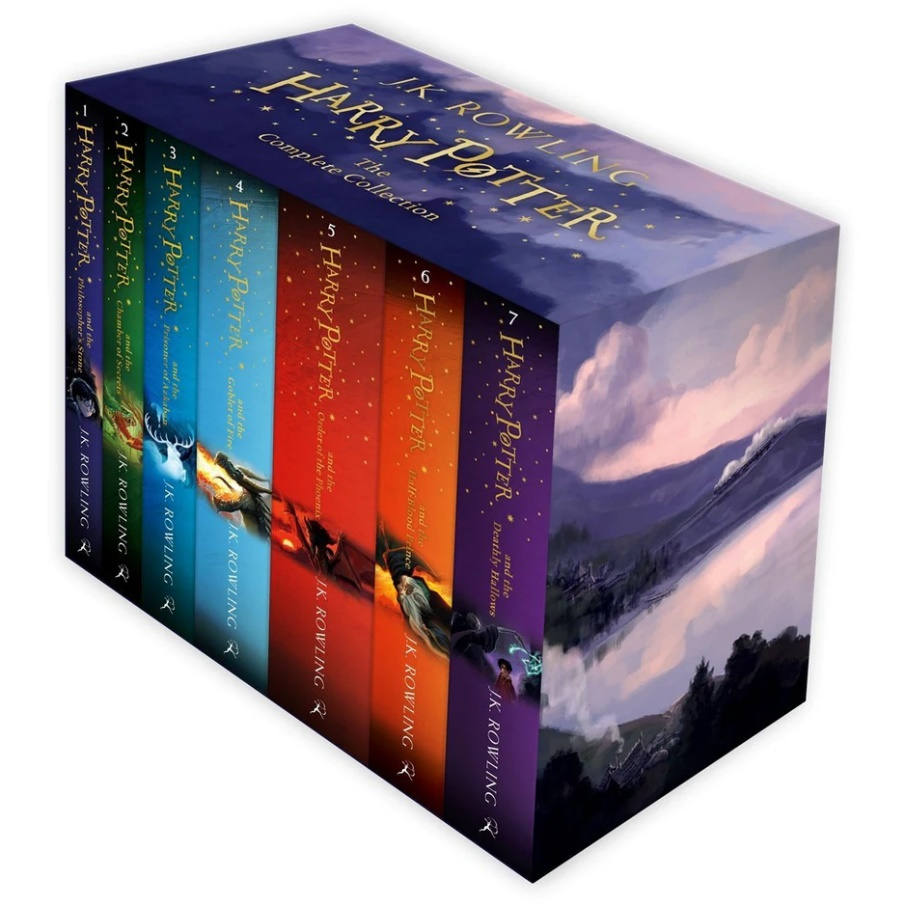 J.K. ROWLING
HARRY POTTER
The
Complete Collection
1
HARRY POTTER
and the
Philosopher's Stone
J.K. ROWLING
2
HARRY POTTER
and the
Chamber of Secrets
J.K. ROWLING
3
HARRY POTTER
and the
Prisoner of Azkaban
J.K. ROWLING
4
HARRY POTTER
and the
Goblet of Fire
J.K. ROWLING
5
HARRY POTTER
and the
Order of the Phoenix
J.K. ROWLING
6
HARRY POTTER
and the
Half-Blood Prince
J.K. ROWLING
7
HARRY POTTER
and the
Deathly Hallows
J.K. ROWLING